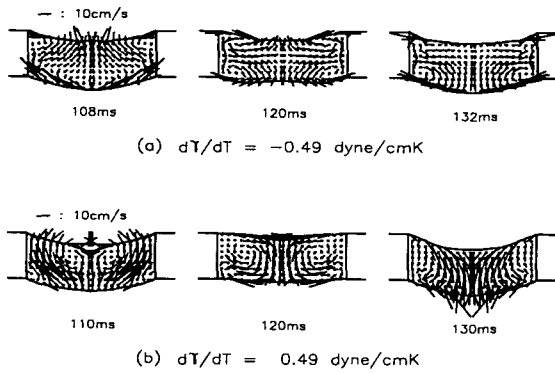 — : 10cm/s
108ms 120ms 132ms
(a) dγ/dT = −0.49 dyne/cmK
— : 10cm/s
110ms 120ms 130ms
(b) dγ/dT = 0.49 dyne/cmK